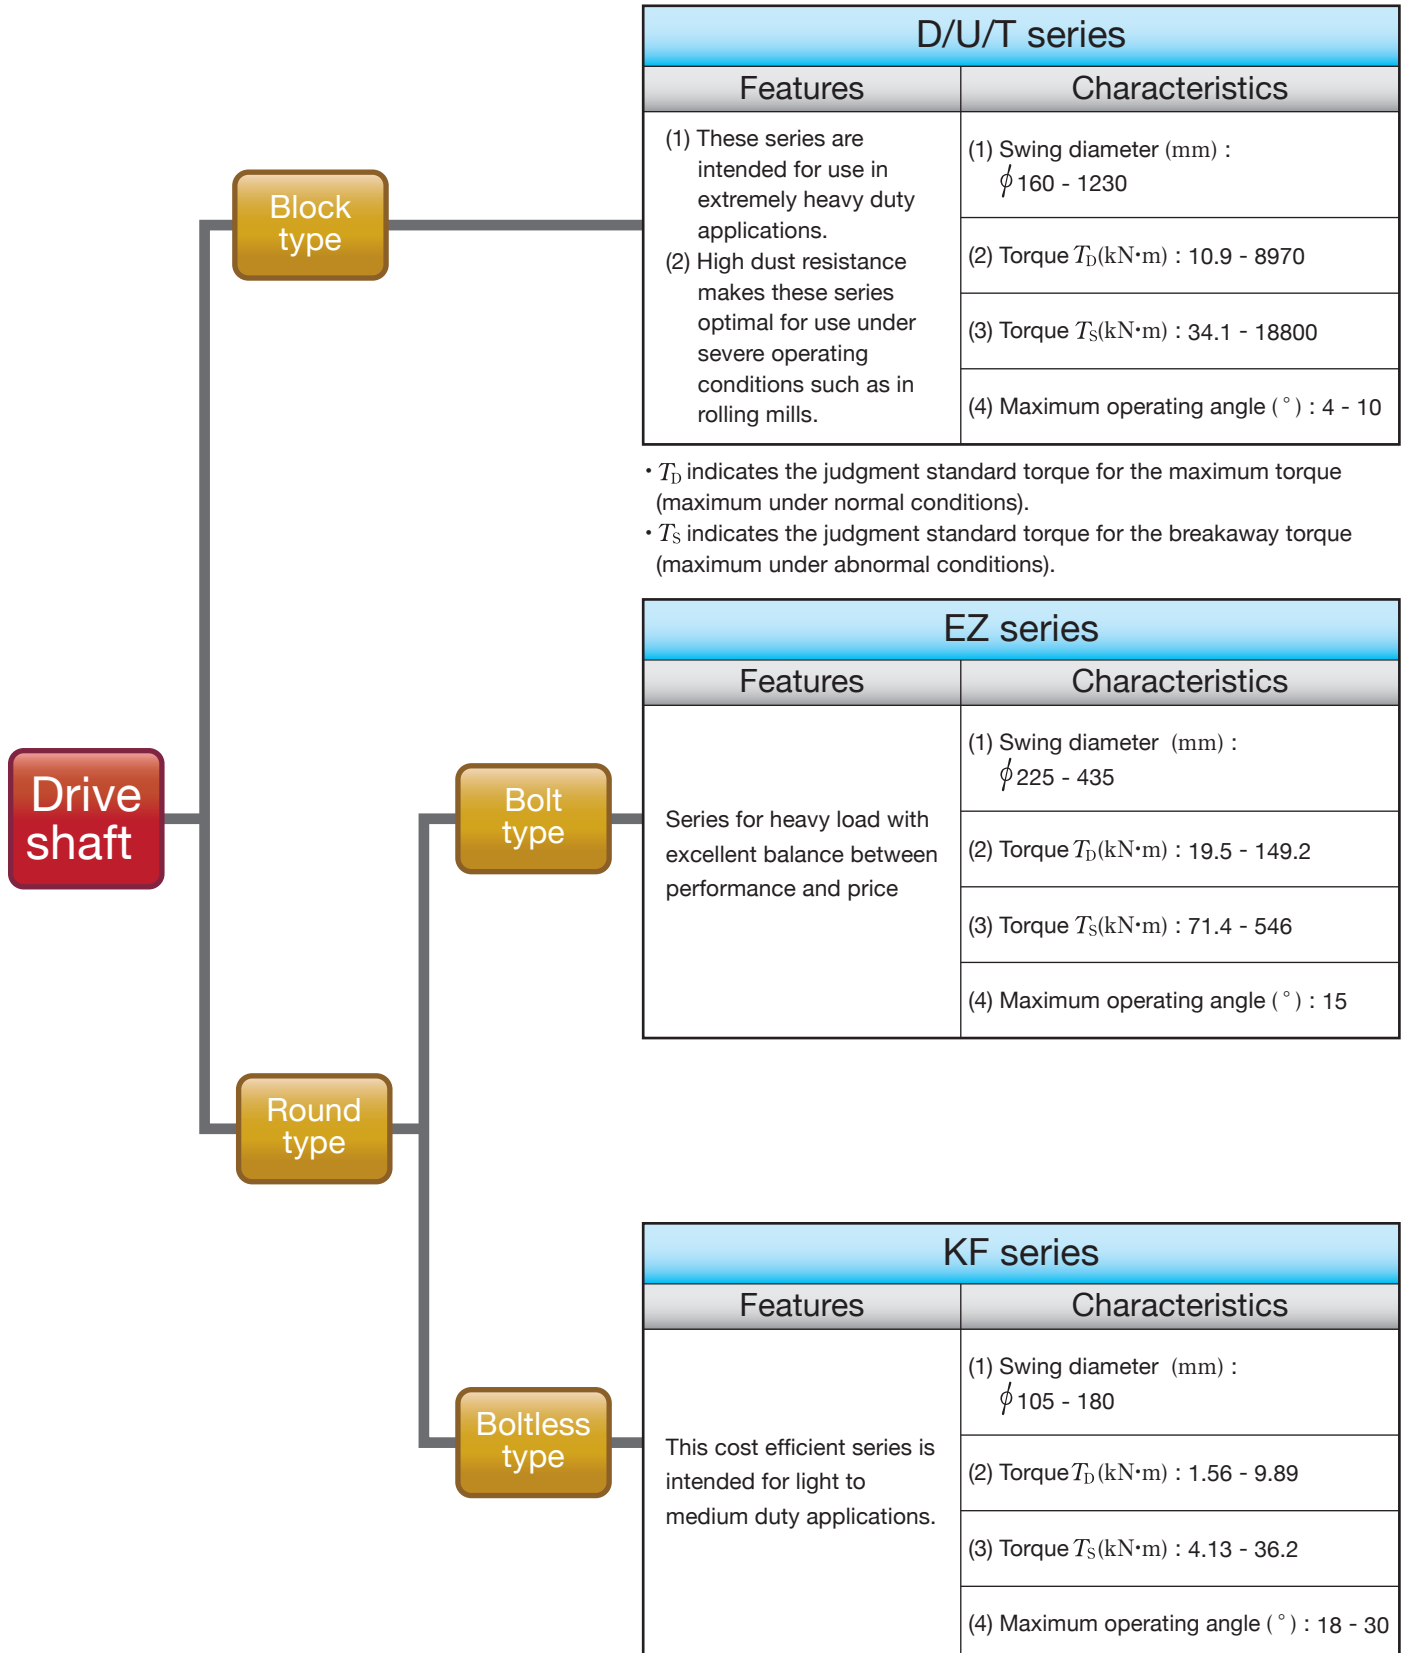 D/U/T series
Features
Characteristics
(1) These series are
intended for use in
extremely heavy duty
applications.
(2) High dust resistance
makes these series
optimal for use under
severe operating
conditions such as in
rolling mills.
(1) Swing diameter (mm) :
ϕ160 - 1230
(2) Torque TD(kN·m) : 10.9 - 8970
(3) Torque TS(kN·m) : 34.1 - 18800
(4) Maximum operating angle (°) : 4 - 10
Block
type
・TD indicates the judgment standard torque for the maximum torque
(maximum under normal conditions).
・TS indicates the judgment standard torque for the breakaway torque
(maximum under abnormal conditions).
Drive
shaft
EZ series
Features
Characteristics
Bolt
type
Series for heavy load with
excellent balance between
performance and price
(1) Swing diameter (mm) :
ϕ225 - 435
(2) Torque TD(kN·m) : 19.5 - 149.2
(3) Torque TS(kN·m) : 71.4 - 546
(4) Maximum operating angle (°) : 15
Round
type
KF series
Features
Characteristics
Boltless
type
This cost efficient series is
intended for light to
medium duty applications.
(1) Swing diameter (mm) :
ϕ105 - 180
(2) Torque TD(kN·m) : 1.56 - 9.89
(3) Torque TS(kN·m) : 4.13 - 36.2
(4) Maximum operating angle (°) : 18 - 30